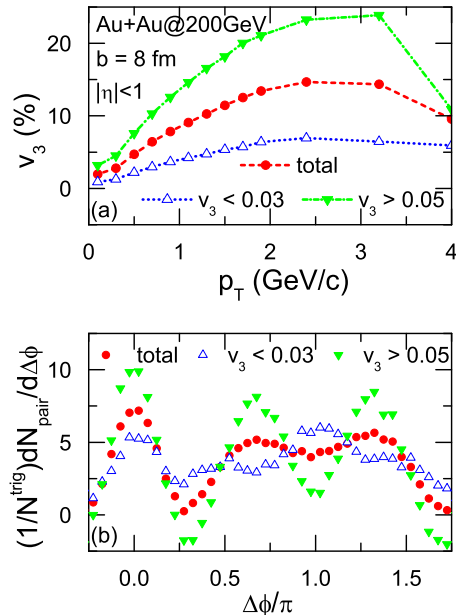 Au+Au@200GeV
b = 8 fm
|η|<1
v3 (%)
20
10
0
total
(a)
v3 < 0.03
v3 > 0.05
0 1 2 3 4
pT (GeV/c)
total
v3 < 0.03
v3 > 0.05
(1/N^trig)dN_pair/dΔϕ
10
5
0
(b)
0.0 0.5 1.0 1.5
Δϕ/π